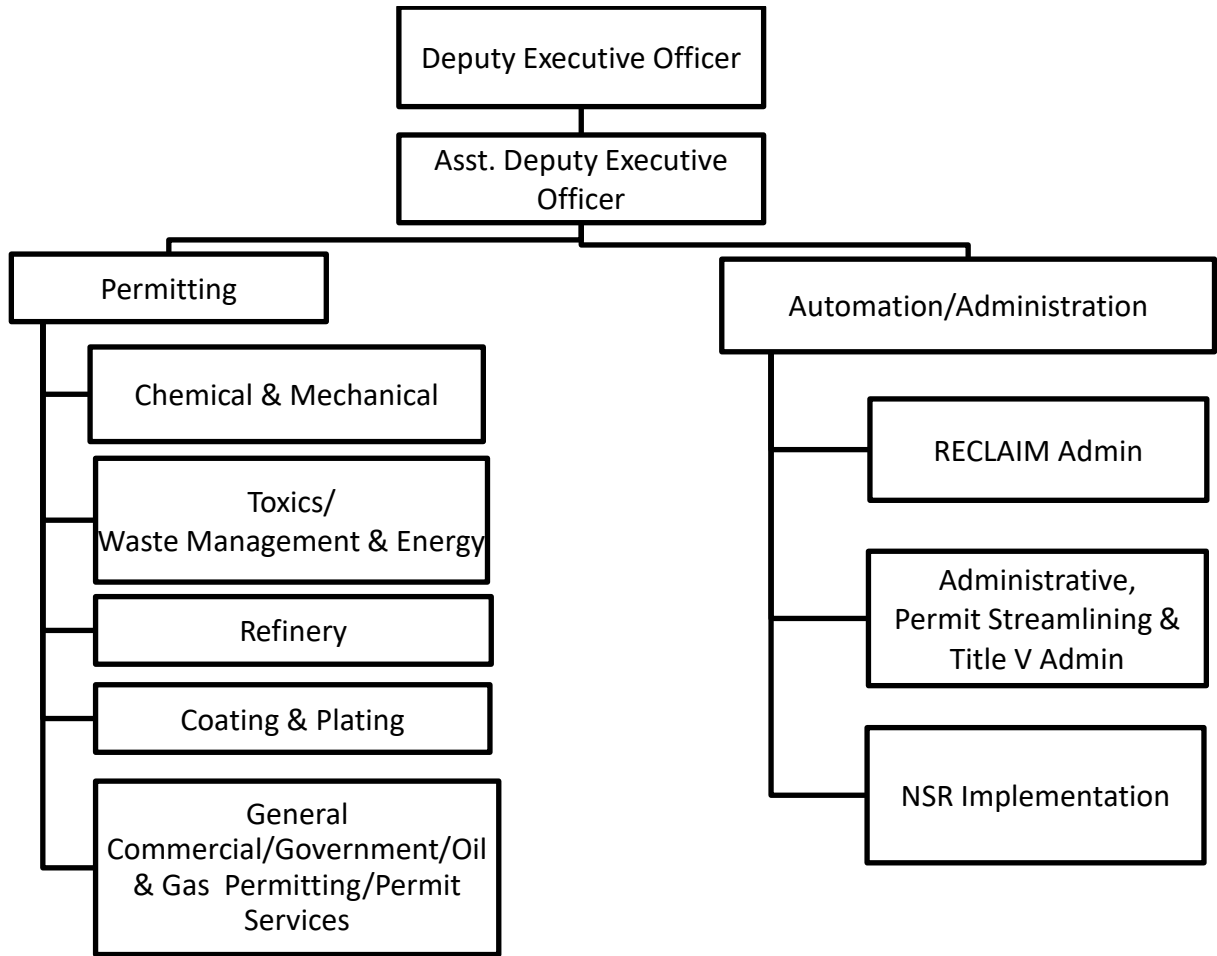 Deputy Executive Officer
Asst. Deputy Executive
Officer
Permitting
Chemical & Mechanical
Toxics/
Waste Management & Energy
Refinery
Coating & Plating
General
Commercial/Government/Oil
& Gas  Permitting/Permit
Services
Automation/Administration
RECLAIM Admin
Administrative,
Permit Streamlining &
Title V Admin
NSR Implementation